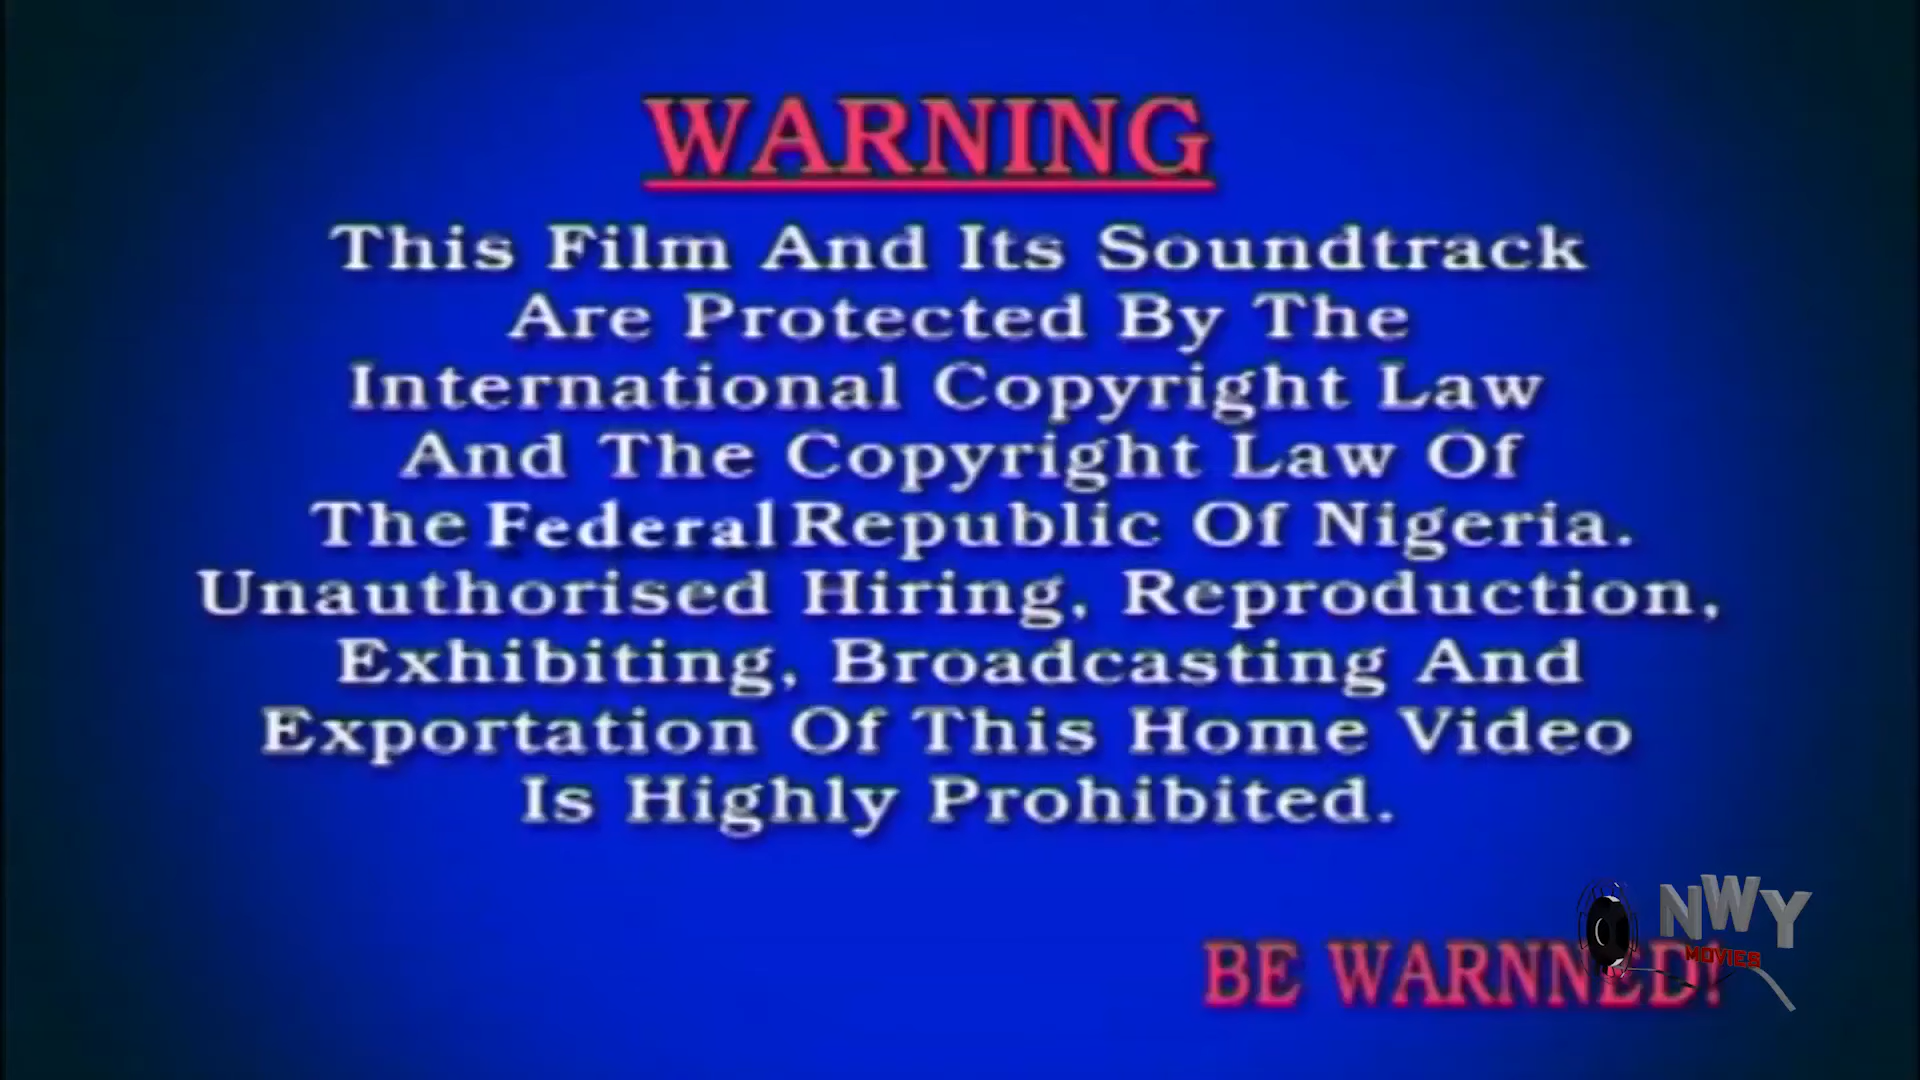 WARNING
This Film And Its Soundtrack
Are Protected By The
International Copyright Law
And The Copyright Law Of
The Federal Republic Of Nigeria.
Unauthorised Hiring, Reproduction,
Exhibiting, Broadcasting And
Exportation Of This Home Video
Is Highly Prohibited.
BE WARNNED!
NWY
MOVIES